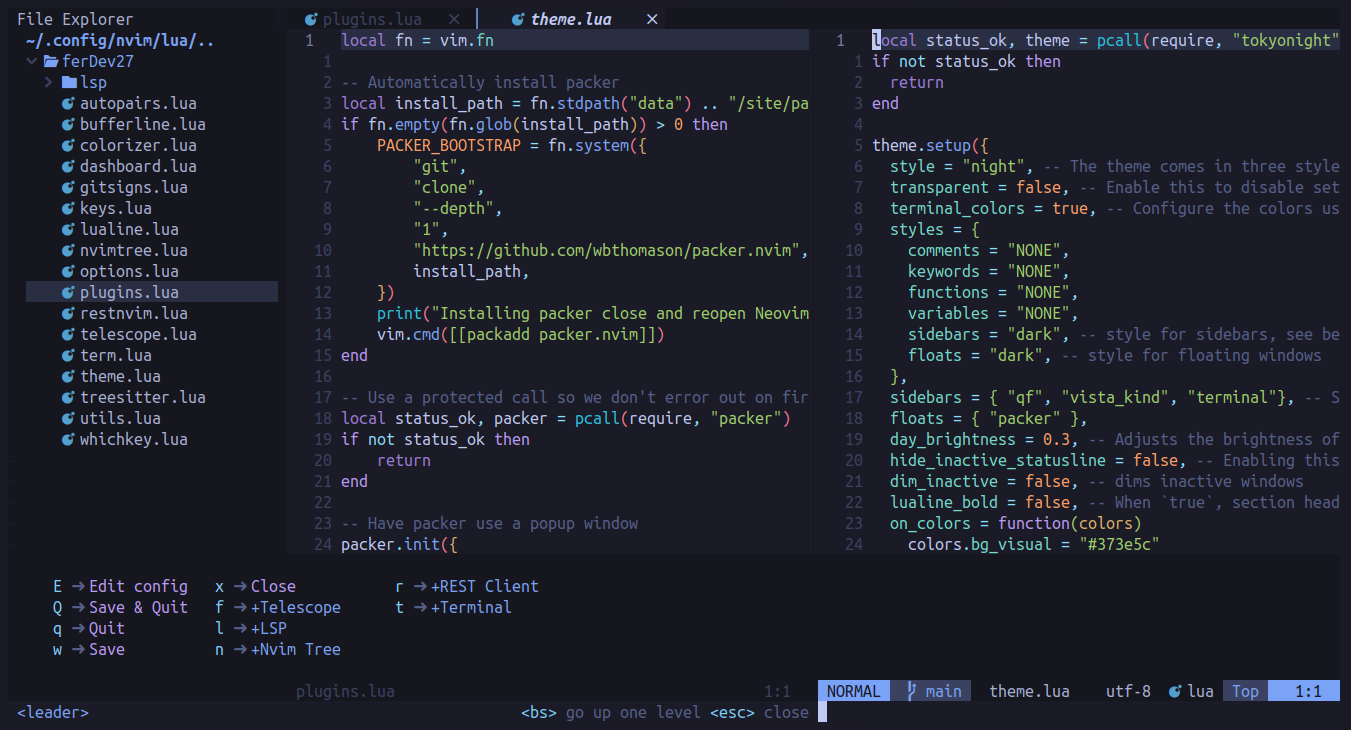 File Explorer
~/.config/nvim/lua/..
ferDev27
lsp
autopairs.lua
bufferline.lua
colorizer.lua
dashboard.lua
gitsigns.lua
keys.lua
lualine.lua
nvimtree.lua
options.lua
plugins.lua
restnvim.lua
telescope.lua
term.lua
theme.lua
treesitter.lua
utils.lua
whichkey.lua
plugins.lua ✕ theme.lua ✕
1 local fn = vim.fn
1
2 -- Automatically install packer
3 local install_path = fn.stdpath("data") .. "/site/pa
4 if fn.empty(fn.glob(install_path)) > 0 then
5 PACKER_BOOTSTRAP = fn.system({
6 "git",
7 "clone",
8 "--depth",
9 "1",
10 "https://github.com/wbthomason/packer.nvim",
11 install_path,
12 })
13 print("Installing packer close and reopen Neovim
14 vim.cmd([[packadd packer.nvim]])
15 end
16
17 -- Use a protected call so we don't error out on fir
18 local status_ok, packer = pcall(require, "packer")
19 if not status_ok then
20 return
21 end
22
23 -- Have packer use a popup window
24 packer.init({
1 local status_ok, theme = pcall(require, "tokyonight"
1 if not status_ok then
2 return
3 end
4
5 theme.setup({
6 style = "night", -- The theme comes in three style
7 transparent = false, -- Enable this to disable set
8 terminal_colors = true, -- Configure the colors us
9 styles = {
10 comments = "NONE",
11 keywords = "NONE",
12 functions = "NONE",
13 variables = "NONE",
14 sidebars = "dark", -- style for sidebars, see be
15 floats = "dark", -- style for floating windows
16 },
17 sidebars = { "qf", "vista_kind", "terminal"}, -- S
18 floats = { "packer" },
19 day_brightness = 0.3, -- Adjusts the brightness of
20 hide_inactive_statusline = false, -- Enabling this
21 dim_inactive = false, -- dims inactive windows
22 lualine_bold = false, -- When `true`, section head
23 on_colors = function(colors)
24 colors.bg_visual = "#373e5c"
E → Edit config x → Close r → +REST Client
Q → Save & Quit f → +Telescope t → +Terminal
q → Quit l → +LSP
w → Save n → +Nvim Tree
plugins.lua 1:1 NORMAL main theme.lua utf-8 lua Top 1:1
<leader> <bs> go up one level <esc> close